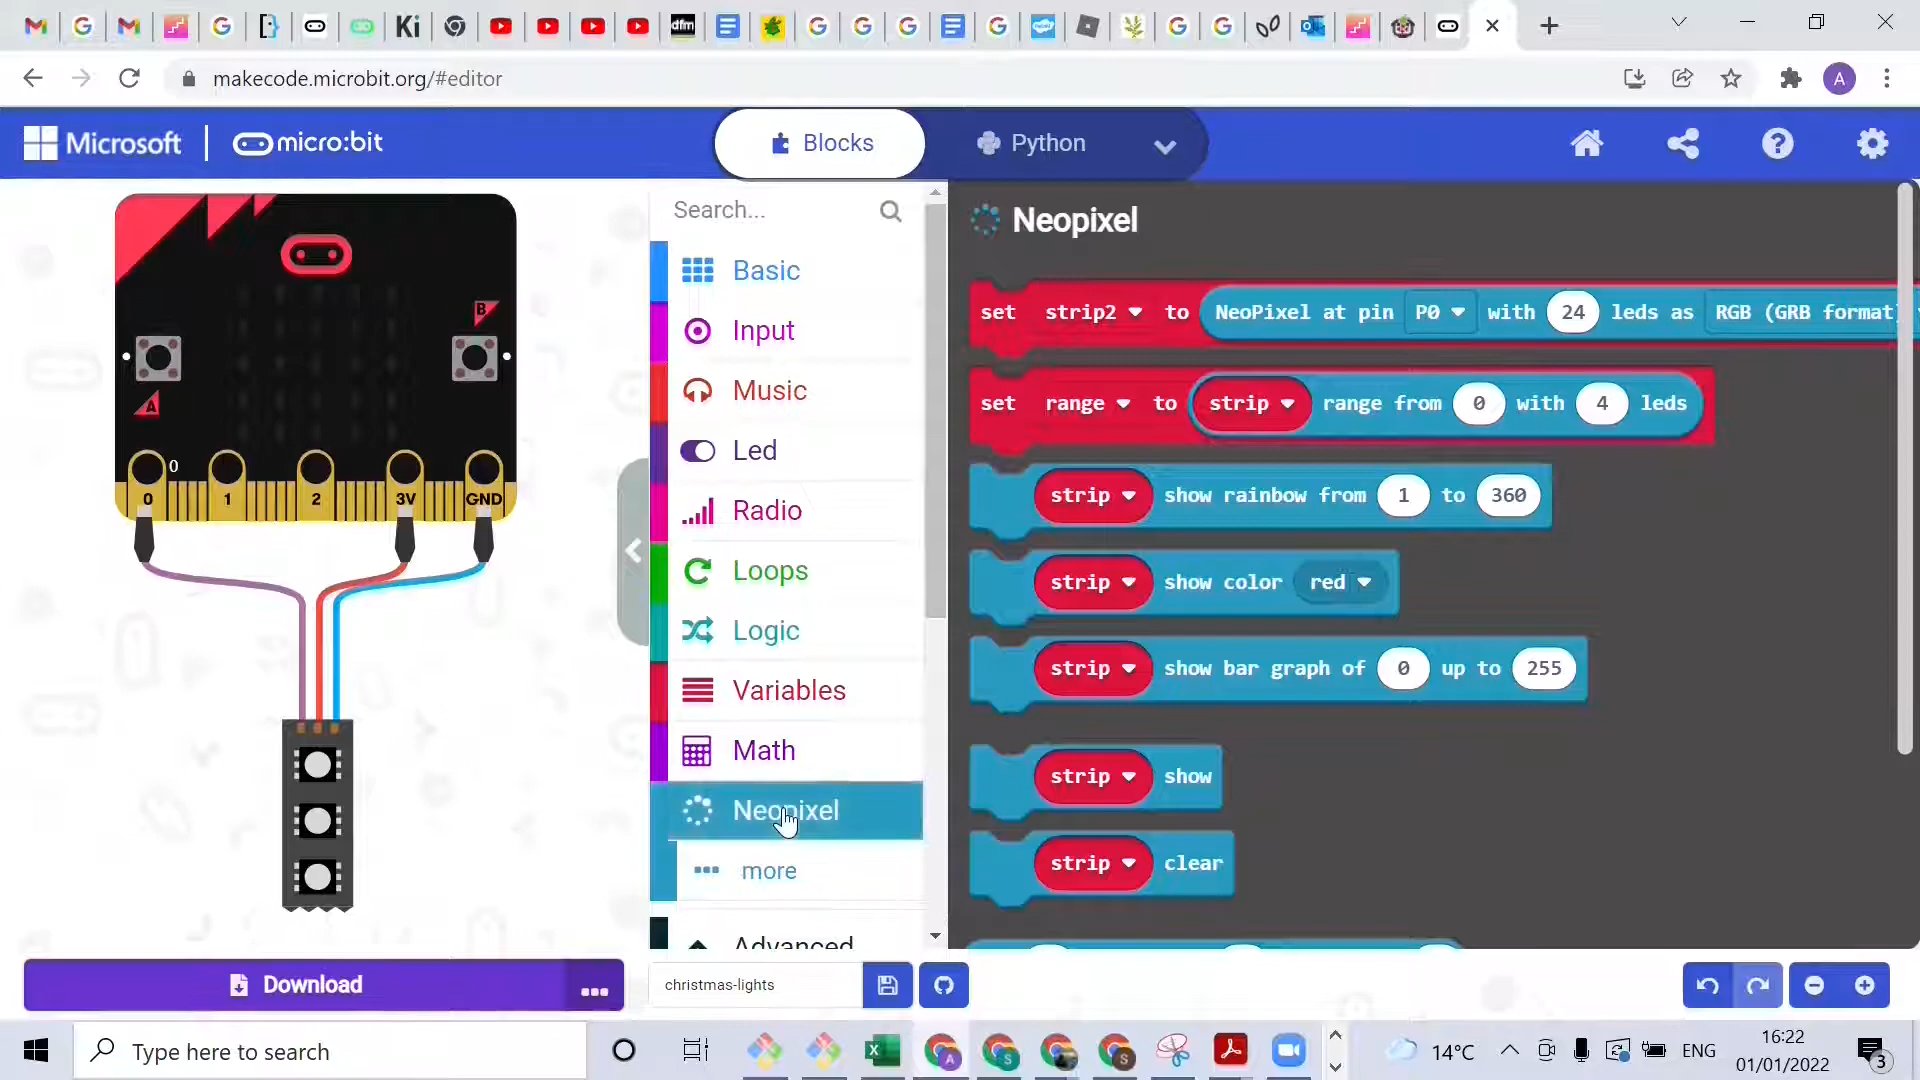 Ki
dfm
makecode.microbit.org/#editor
A
Microsoft
micro:bit
Blocks
Python
B
A
0
0
1
2
3V
GND
Search...
Basic
Input
Music
Led
Radio
Loops
Logic
Variables
Math
Neopixel
more
Advanced
Neopixel
set strip2 to NeoPixel at pin P0 with 24 leds as RGB (GRB format)
set range to strip range from 0 with 4 leds
strip show rainbow from 1 to 360
strip show color red
strip show bar graph of 0 up to 255
strip show
strip clear
Download
christmas-lights
Type here to search
A
S
S
14°C
ENG
16:22
01/01/2022
3